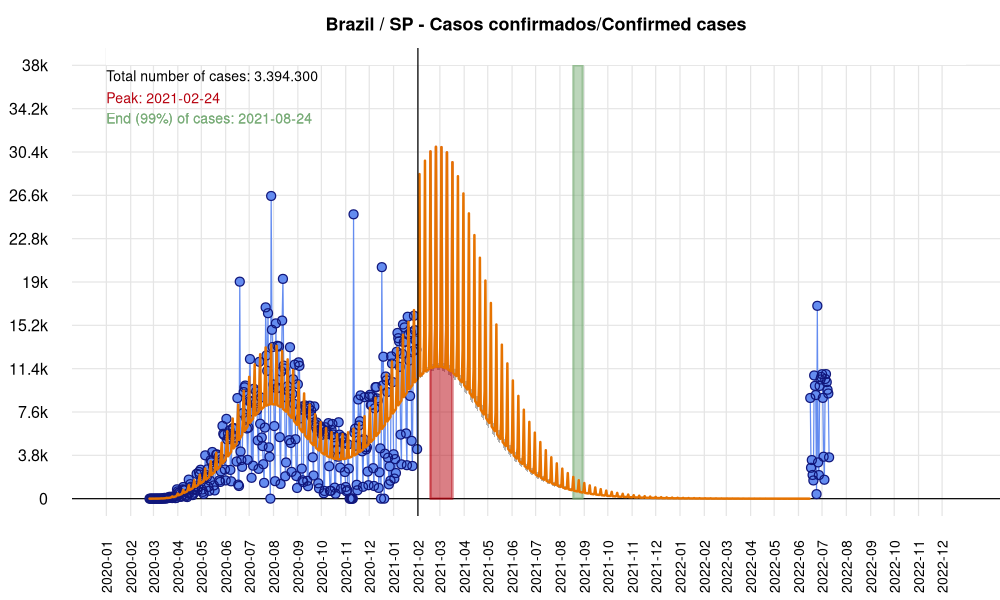 Brazil / SP - Casos confirmados/Confirmed cases
38k
34.2k
30.4k
26.6k
22.8k
19k
15.2k
11.4k
7.6k
3.8k
0
Total number of cases: 3.394.300
Peak: 2021-02-24
End (99%) of cases: 2021-08-24
2020-01
2020-02
2020-03
2020-04
2020-05
2020-06
2020-07
2020-08
2020-09
2020-10
2020-11
2020-12
2021-01
2021-02
2021-03
2021-04
2021-05
2021-06
2021-07
2021-08
2021-09
2021-10
2021-11
2021-12
2022-01
2022-02
2022-03
2022-04
2022-05
2022-06
2022-07
2022-08
2022-09
2022-10
2022-11
2022-12